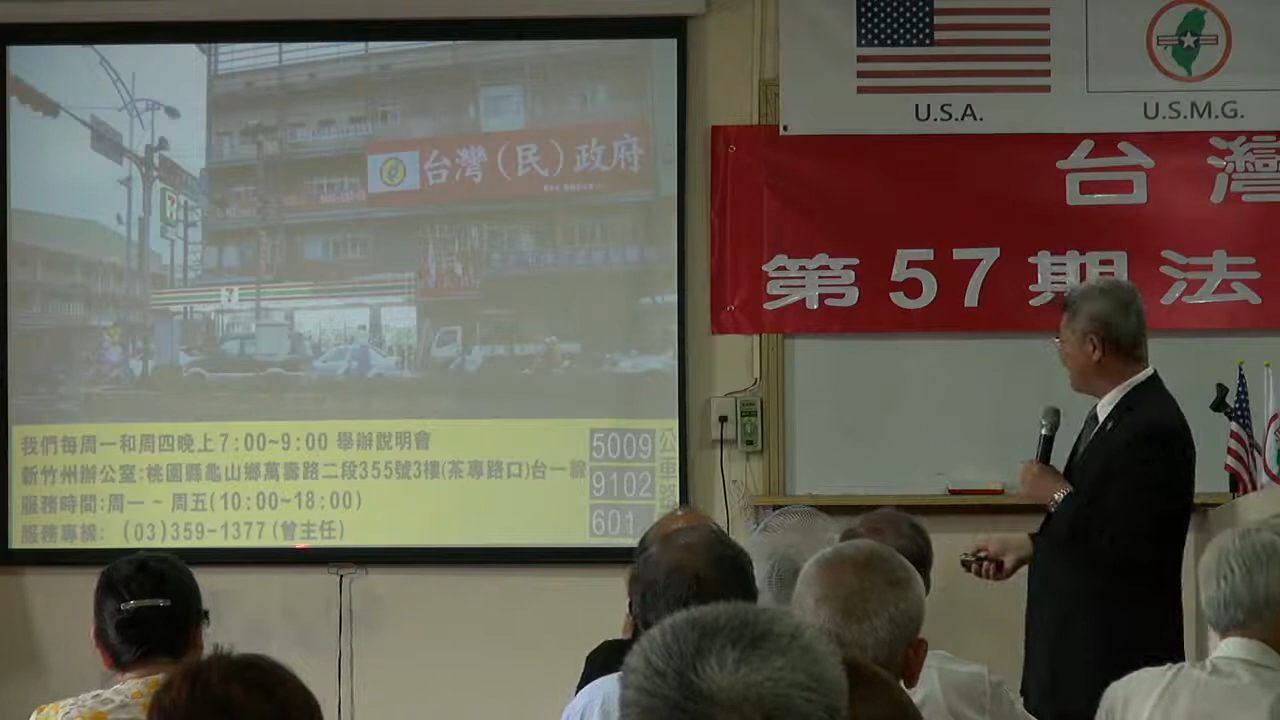 台灣(民)政府
7
我們每周一和周四晚上7:00~9:00 舉辦說明會
新竹州辦公室:桃園縣龜山鄉萬壽路二段355號3樓(茶專路口)台一線
服務時間:周一 ~ 周五(10:00~18:00)
服務專線: (03)359-1377(曾主任)
5009
9102
601
公車
U.S.A.
U.S.M.G.
台灣
第57期法